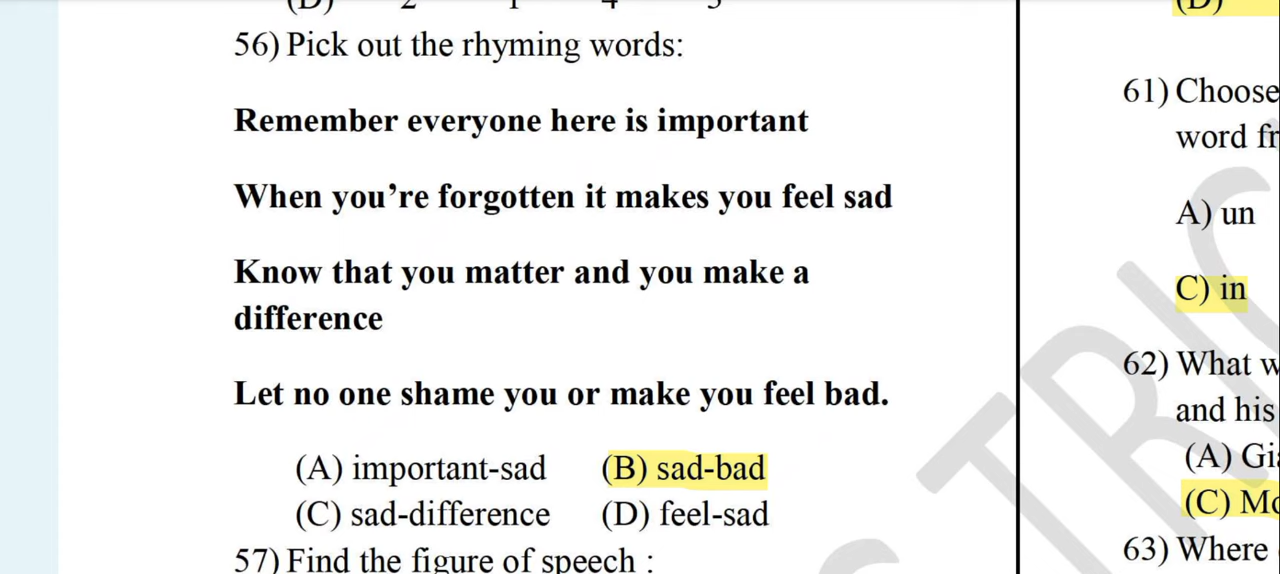 56) Pick out the rhyming words:
Remember everyone here is important
When you're forgotten it makes you feel sad
Know that you matter and you make a
difference
Let no one shame you or make you feel bad.
(A) important-sad (B) sad-bad
(C) sad-difference (D) feel-sad
57) Find the figure of speech :
(D)
61) Choose
word
A) un
C) in
62) What
and his
(A)
(C)
63) Where
TRIC